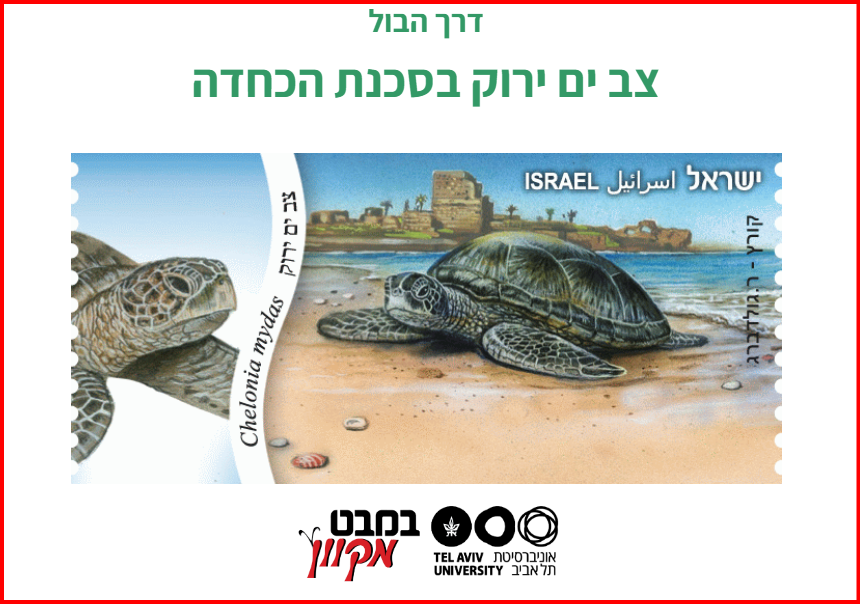 דרך הבול
צב ים ירוק בסכנת הכחדה
ישראל اسرائيل ISRAEL
צב ים ירוק
Chelonia mydas
קורץ - ר.גולדברג
במבט
מקוון
אוניברסיטת TEL AVIV
תל אביב UNIVERSITY